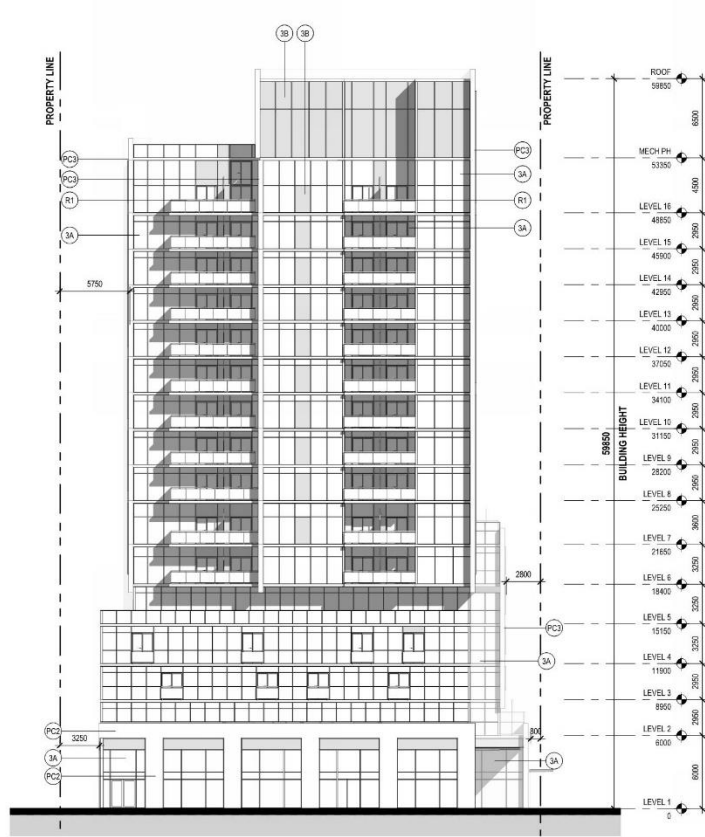 3B 3B
PROPERTY LINE
PROPERTY LINE
ROOF
59850
6500
PC3
PC3
MECH PH
53350
PC3
3A
4500
R1
R1
LEVEL 16
48850
3A
3A
2950
LEVEL 15
45900
2950
5750
LEVEL 14
42950
2950
LEVEL 13
40000
2950
LEVEL 12
37050
2950
LEVEL 11
34100
2950
59850
BUILDING HEIGHT
LEVEL 10
31150
2950
LEVEL 9
28200
2950
LEVEL 8
25250
3600
LEVEL 7
21650
3250
2800
LEVEL 6
18400
3250
PC3
LEVEL 5
15150
3250
3A
LEVEL 4
11900
2950
LEVEL 3
8950
2950
PC2
3250
800
LEVEL 2
6000
3A
3A
PC2
6000
LEVEL 1
0